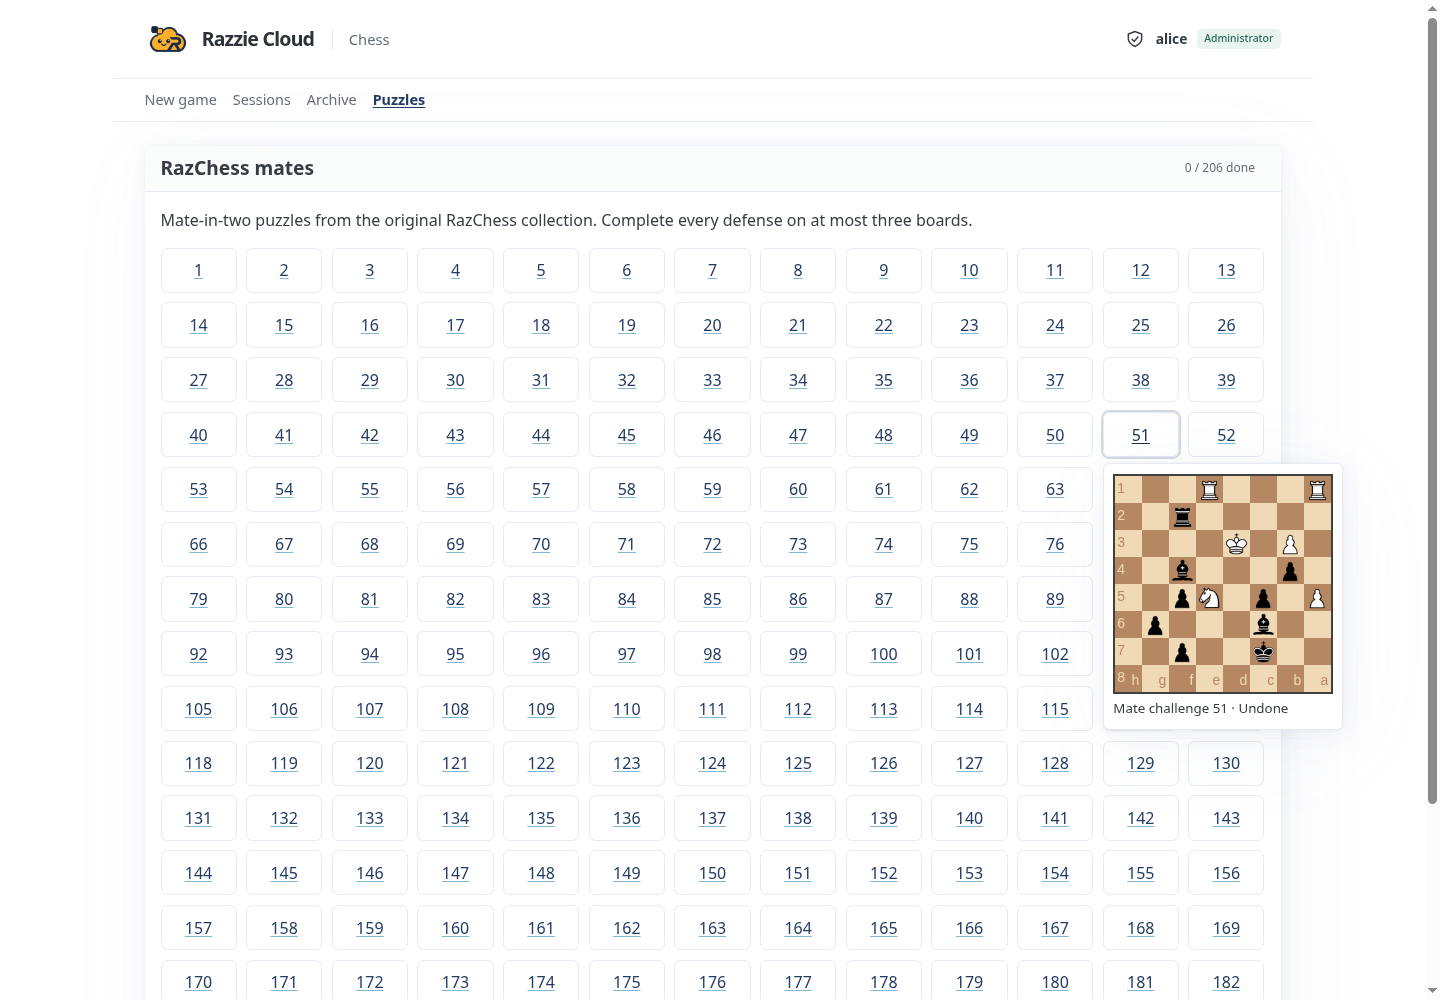 Razzie Cloud
Chess
alice
Administrator
New game Sessions Archive Puzzles
RazChess mates
0 / 206 done
Mate-in-two puzzles from the original RazChess collection. Complete every defense on at most three boards.
1 2 3 4 5 6 7 8 9 10 11 12 13
14 15 16 17 18 19 20 21 22 23 24 25 26
27 28 29 30 31 32 33 34 35 36 37 38 39
40 41 42 43 44 45 46 47 48 49 50 51 52
53 54 55 56 57 58 59 60 61 62 63
66 67 68 69 70 71 72 73 74 75 76
79 80 81 82 83 84 85 86 87 88 89
92 93 94 95 96 97 98 99 100 101 102
105 106 107 108 109 110 111 112 113 114 115
1
2
3
4
5
6
7
8 h g f e d c b a
Mate challenge 51 · Undone
118 119 120 121 122 123 124 125 126 127 128 129 130
131 132 133 134 135 136 137 138 139 140 141 142 143
144 145 146 147 148 149 150 151 152 153 154 155 156
157 158 159 160 161 162 163 164 165 166 167 168 169
170 171 172 173 174 175 176 177 178 179 180 181 182